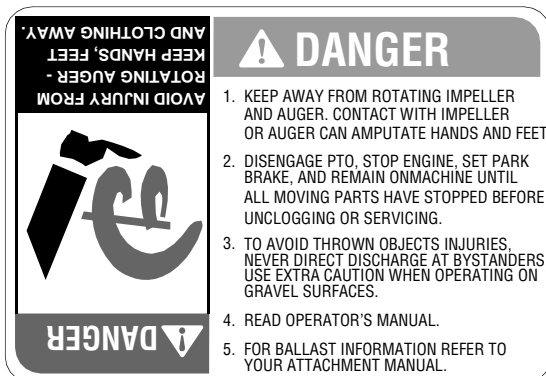 AVOID INJURY FROM
ROTATING AUGER -
KEEP HANDS, FEET
AND CLOTHING AWAY.
DANGER
DANGER
1. KEEP AWAY FROM ROTATING IMPELLER
AND AUGER. CONTACT WITH IMPELLER
OR AUGER CAN AMPUTATE HANDS AND FEET
2. DISENGAGE PTO, STOP ENGINE, SET PARK
BRAKE, AND REMAIN ONMACHINE UNTIL
ALL MOVING PARTS HAVE STOPPED BEFORE
UNCLOGGING OR SERVICING.
3. TO AVOID THROWN OBJECTS INJURIES,
NEVER DIRECT DISCHARGE AT BYSTANDERS
USE EXTRA CAUTION WHEN OPERATING ON
GRAVEL SURFACES.
4. READ OPERATOR'S MANUAL.
5. FOR BALLAST INFORMATION REFER TO
YOUR ATTACHMENT MANUAL.